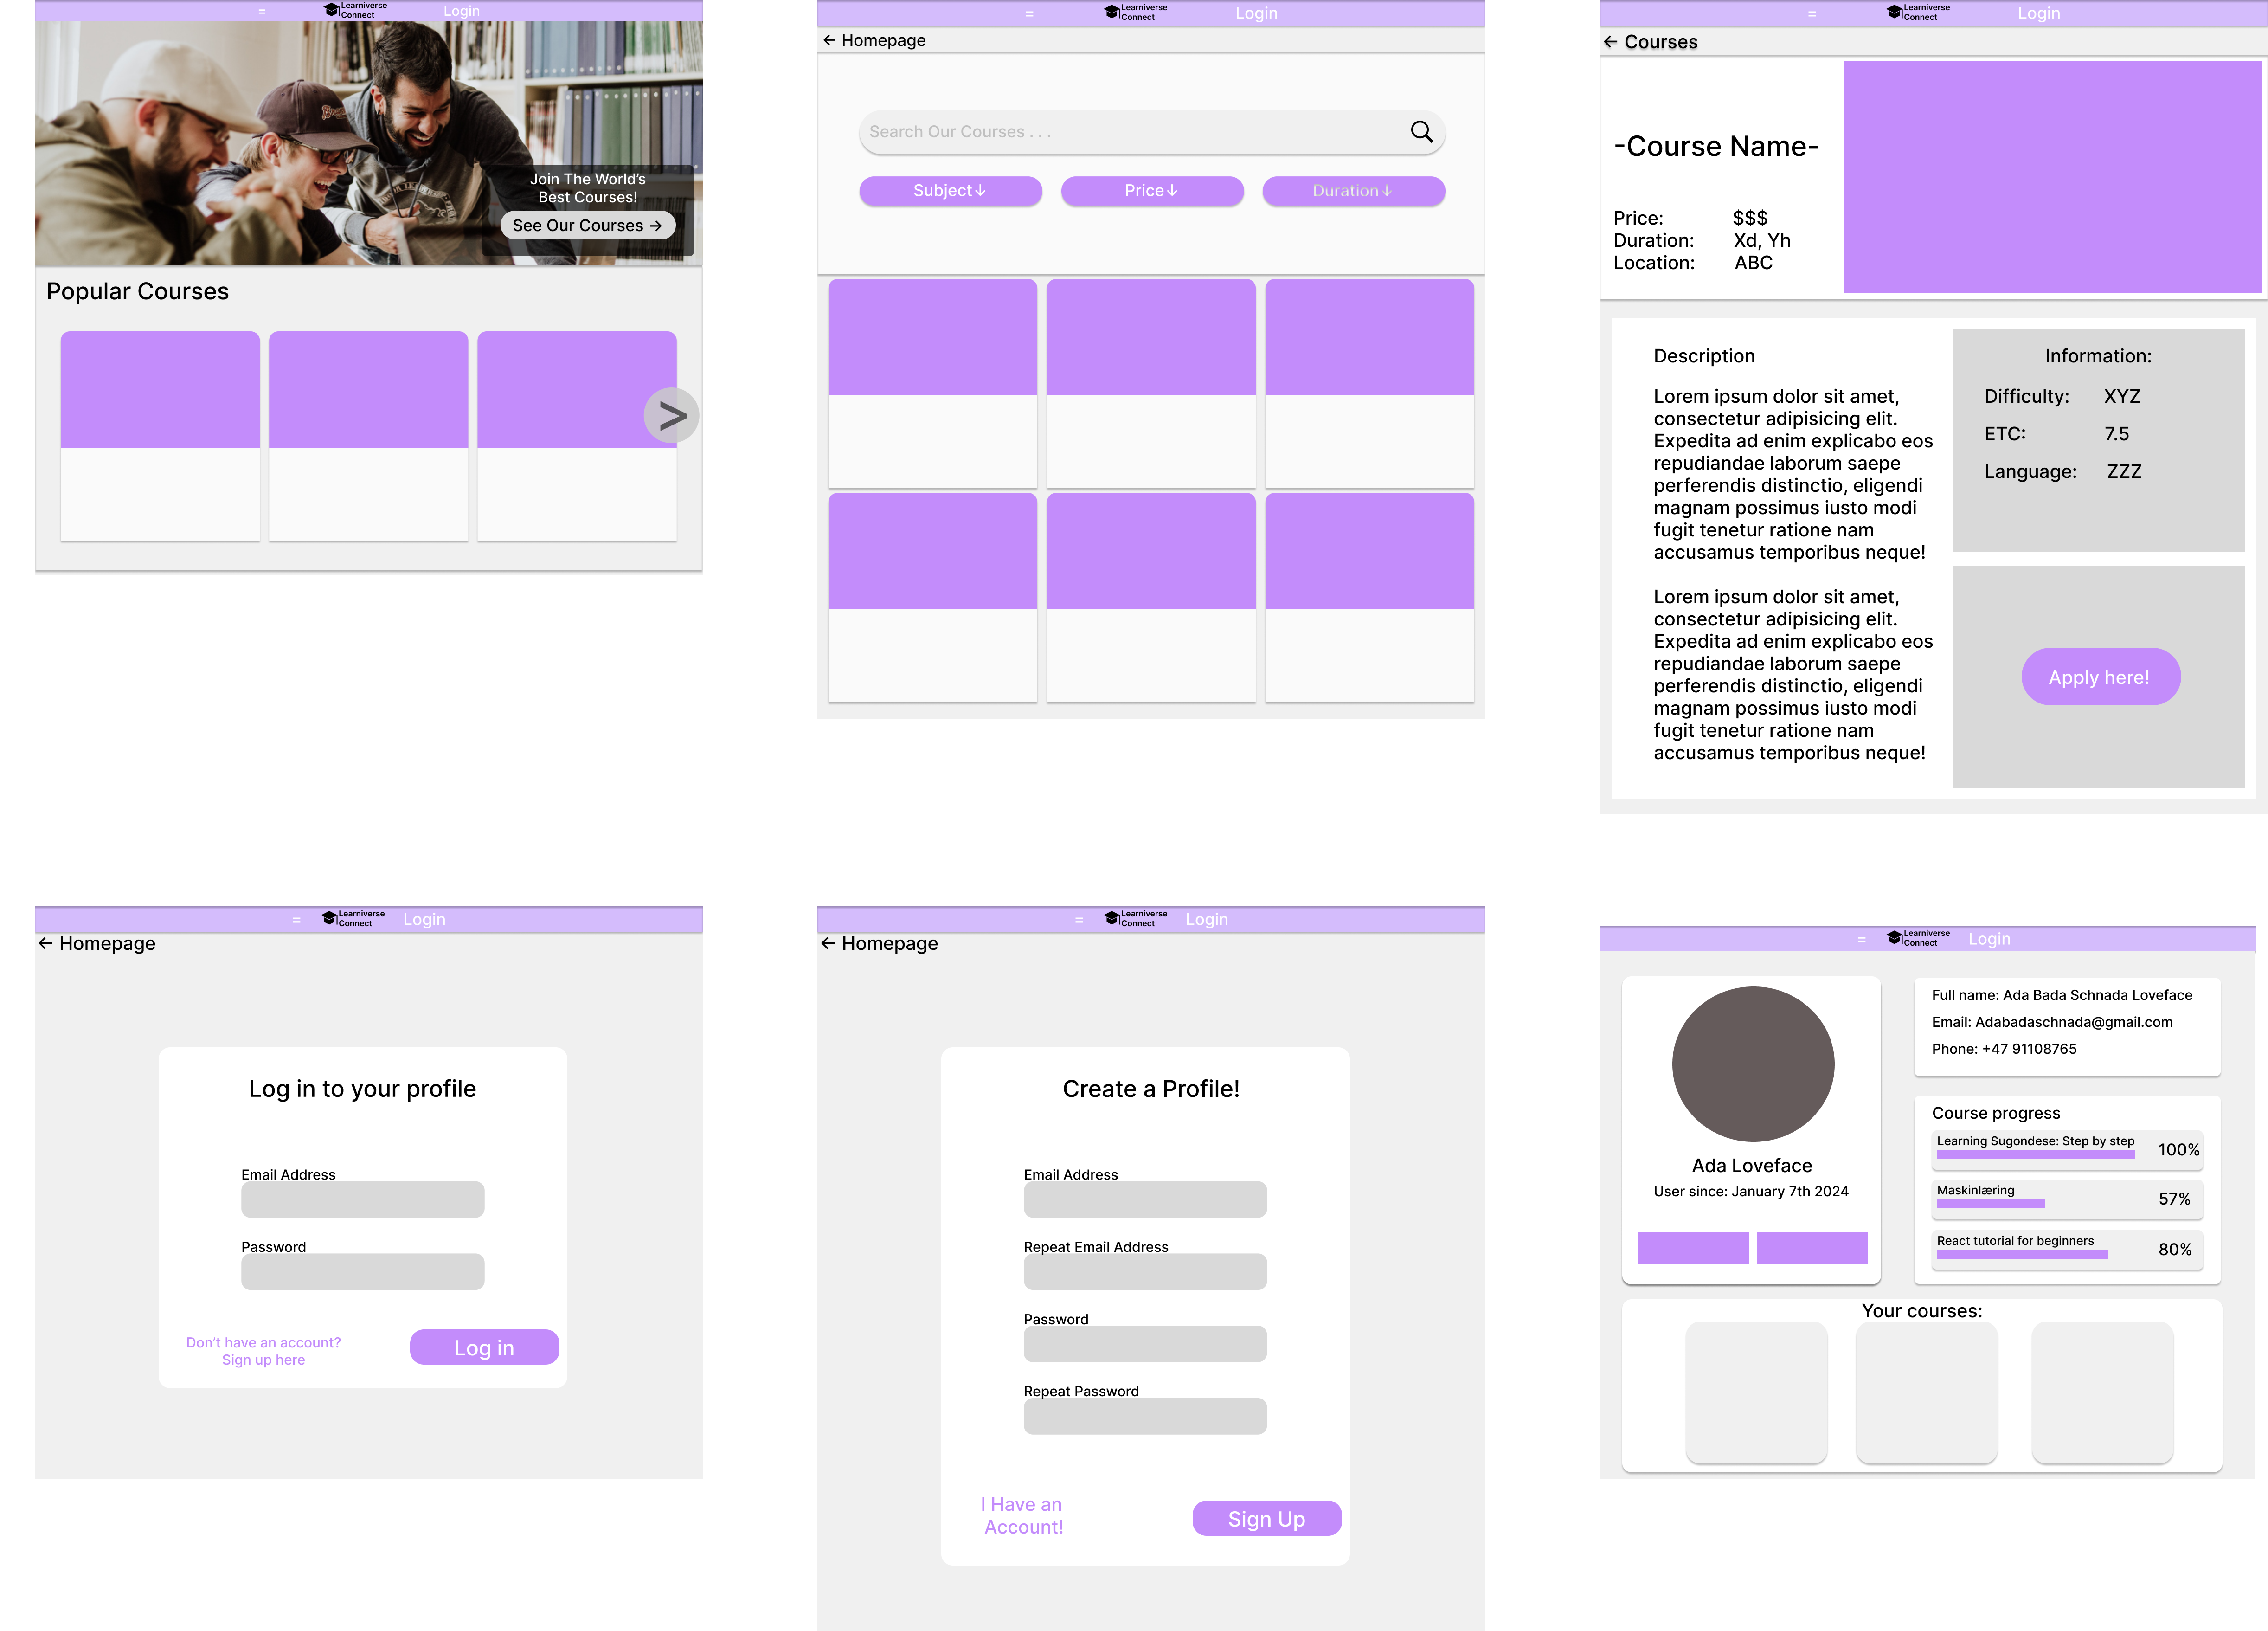 =
Learniverse
Connect
Login
Join The World's
Best Courses!
See Our Courses →
Popular Courses
>
=
Learniverse
Connect
Login
← Homepage
Search Our Courses . . .
Subject↓
Price↓
Duration↓
=
Learniverse
Connect
Login
← Courses
-Course Name-
Price: $$$
Duration: Xd, Yh
Location: ABC
Description
Lorem ipsum dolor sit amet,
consectetur adipisicing elit.
Expedita ad enim explicabo eos
repudiandae laborum saepe
perferendis distinctio, eligendi
magnam possimus iusto modi
fugit tenetur ratione nam
accusamus temporibus neque!
Lorem ipsum dolor sit amet,
consectetur adipisicing elit.
Expedita ad enim explicabo eos
repudiandae laborum saepe
perferendis distinctio, eligendi
magnam possimus iusto modi
fugit tenetur ratione nam
accusamus temporibus neque!
Information:
Difficulty: XYZ
ETC: 7.5
Language: ZZZ
Apply here!
=
Learniverse
Connect
Login
← Homepage
Log in to your profile
Email Address
Password
Don't have an account?
Sign up here
Log in
=
Learniverse
Connect
Login
← Homepage
Create a Profile!
Email Address
Repeat Email Address
Password
Repeat Password
I Have an
Account!
Sign Up
=
Learniverse
Connect
Login
Ada Loveface
User since: January 7th 2024
Full name: Ada Bada Schnada Loveface
Email: Adabadaschnada@gmail.com
Phone: +47 91108765
Course progress
Learning Sugondese: Step by step 100%
Maskinlæring 57%
React tutorial for beginners 80%
Your courses: